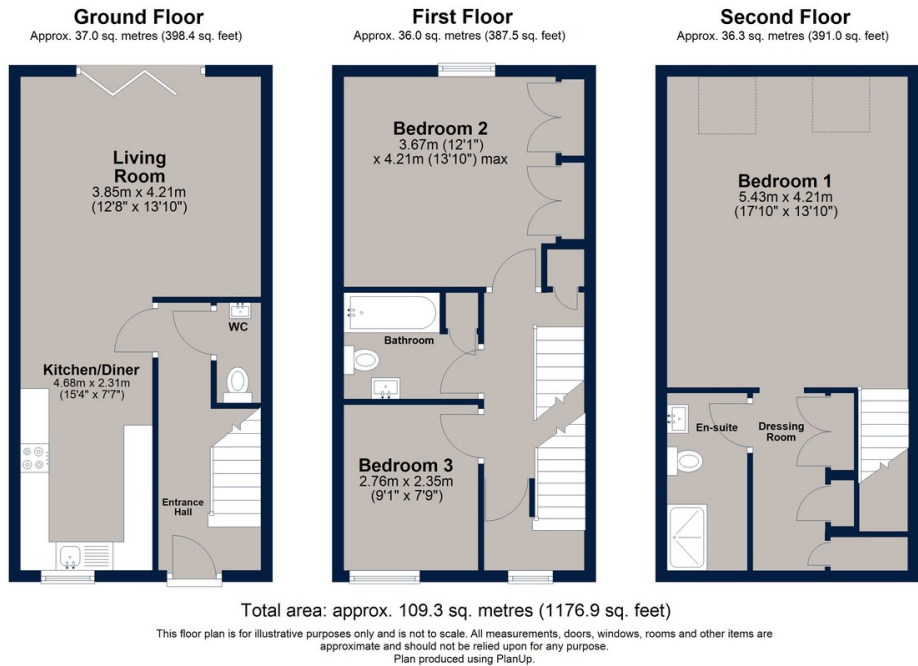 Ground Floor
Approx. 37.0 sq. metres (398.4 sq. feet)
Living
Room
3.85m x 4.21m
(12'8" x 13'10")
WC
Kitchen/Diner
4.68m x 2.31m
(15'4" x 7'7")
Entrance
Hall
First Floor
Approx. 36.0 sq. metres (387.5 sq. feet)
Bedroom 2
3.67m (12'1")
x 4.21m (13'10") max
Bathroom
Bedroom 3
2.76m x 2.35m
(9'1" x 7'9")
Second Floor
Approx. 36.3 sq. metres (391.0 sq. feet)
Bedroom 1
5.43m x 4.21m
(17'10" x 13'10")
En-suite
Dressing
Room
Total area: approx. 109.3 sq. metres (1176.9 sq. feet)
This floor plan is for illustrative purposes only and is not to scale. All measurements, doors, windows, rooms and other items are
approximate and should not be relied upon for any purpose.
Plan produced using PlanUp.